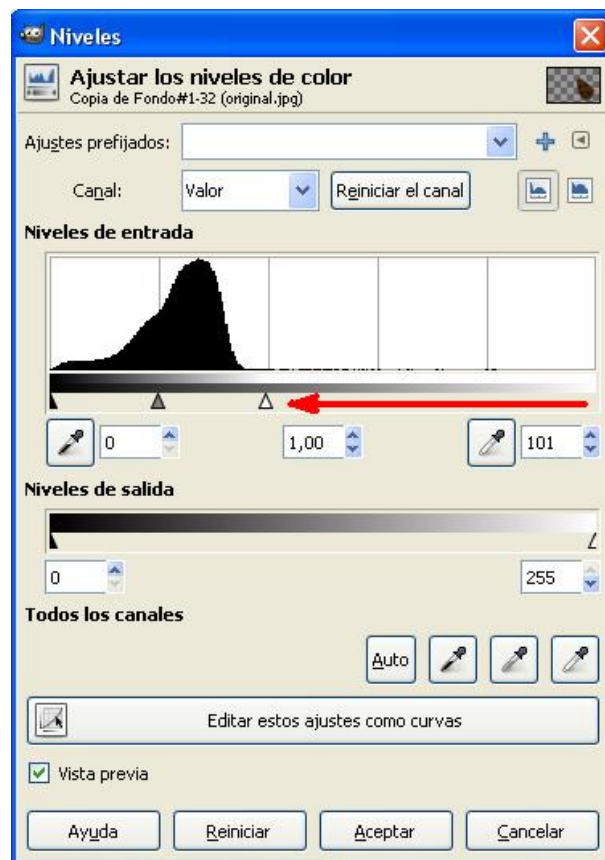 Niveles
Ajustar los niveles de color
Copia de Fondo#1-32 (original.jpg)
Ajustes prefijados:
Canal: Valor Reiniciar el canal
Niveles de entrada
0 1,00 101
Niveles de salida
0 255
Todos los canales
Auto
Editar estos ajustes como curvas
Vista previa
Ayuda Reiniciar Aceptar Cancelar